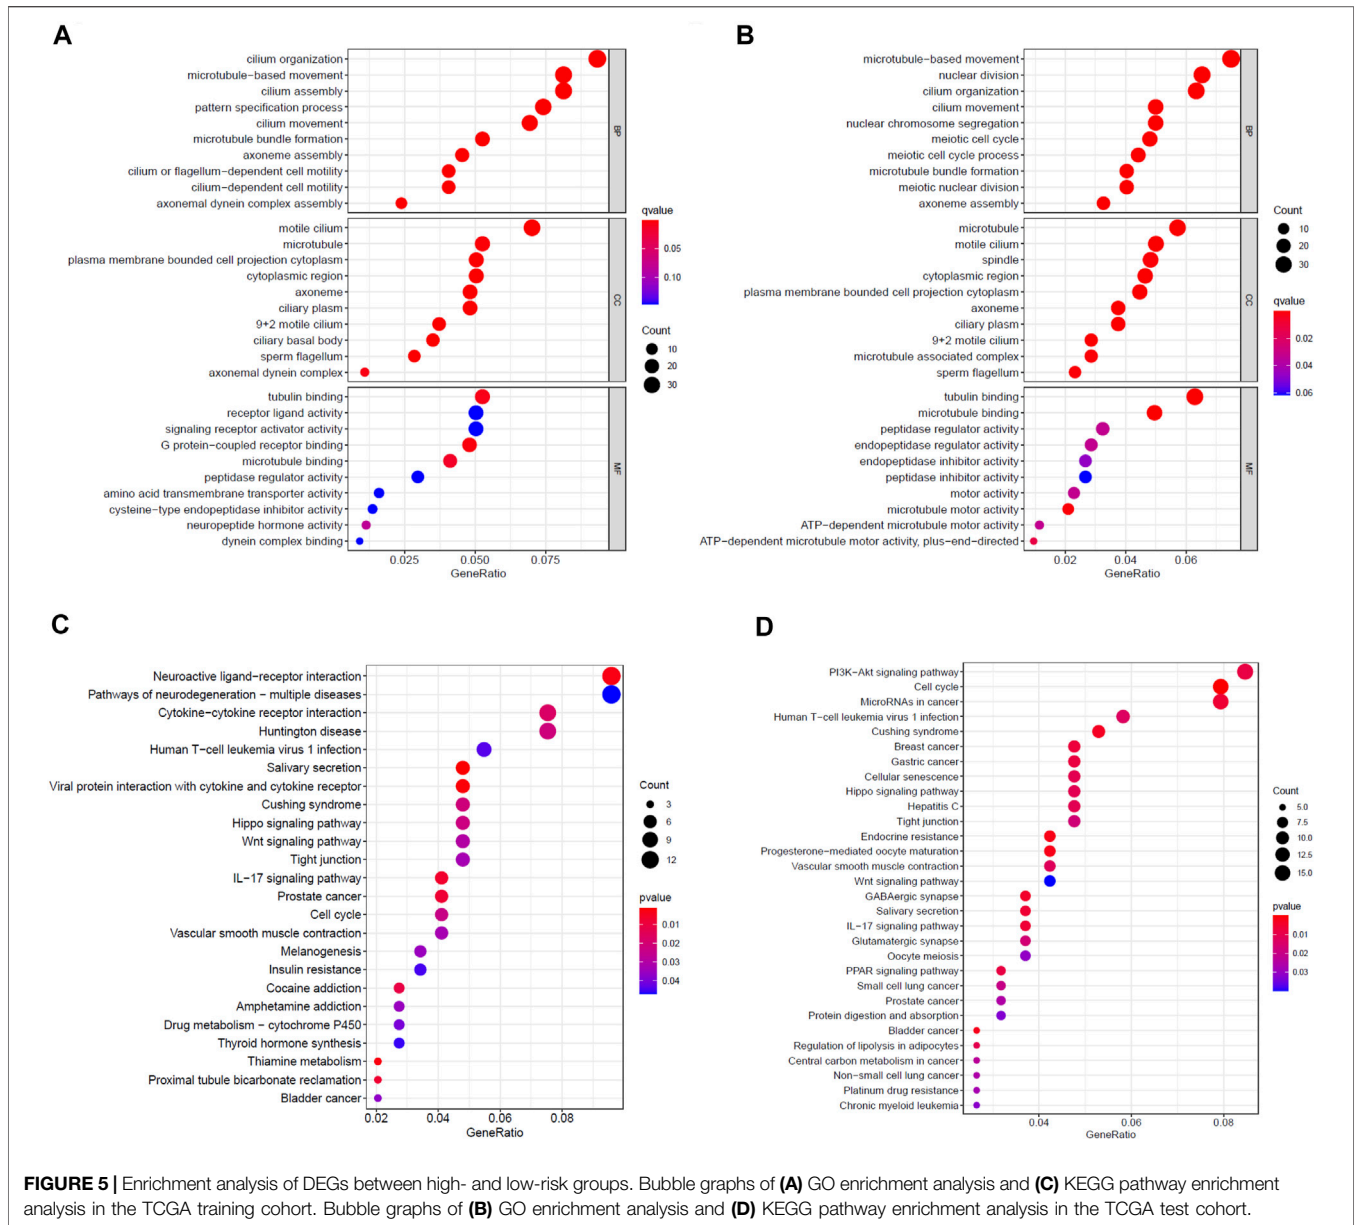 A
cilium organization
microtubule−based movement
cilium assembly
pattern specification process
cilium movement
microtubule bundle formation
axoneme assembly
cilium or flagellum−dependent cell motility
cilium−dependent cell motility
axonemal dynein complex assembly
BP
motile cilium
microtubule
plasma membrane bounded cell projection cytoplasm
cytoplasmic region
axoneme
ciliary plasm
9+2 motile cilium
ciliary basal body
sperm flagellum
axonemal dynein complex
CC
tubulin binding
receptor ligand activity
signaling receptor activator activity
G protein−coupled receptor binding
microtubule binding
peptidase regulator activity
amino acid transmembrane transporter activity
cysteine−type endopeptidase inhibitor activity
neuropeptide hormone activity
dynein complex binding
MF
0.025 0.050 0.075
GeneRatio
qvalue
0.05
0.10
Count
10
20
30
B
microtubule−based movement
nuclear division
cilium organization
cilium movement
nuclear chromosome segregation
meiotic cell cycle
meiotic cell cycle process
microtubule bundle formation
meiotic nuclear division
axoneme assembly
BP
microtubule
motile cilium
spindle
cytoplasmic region
plasma membrane bounded cell projection cytoplasm
axoneme
ciliary plasm
9+2 motile cilium
microtubule associated complex
sperm flagellum
CC
tubulin binding
microtubule binding
peptidase regulator activity
endopeptidase regulator activity
endopeptidase inhibitor activity
peptidase inhibitor activity
motor activity
microtubule motor activity
ATP−dependent microtubule motor activity
ATP−dependent microtubule motor activity, plus−end−directed
MF
0.02 0.04 0.06
GeneRatio
Count
10
20
30
qvalue
0.02
0.04
0.06
C
Neuroactive ligand−receptor interaction
Pathways of neurodegeneration − multiple diseases
Cytokine−cytokine receptor interaction
Huntington disease
Human T−cell leukemia virus 1 infection
Salivary secretion
Viral protein interaction with cytokine and cytokine receptor
Cushing syndrome
Hippo signaling pathway
Wnt signaling pathway
Tight junction
IL−17 signaling pathway
Prostate cancer
Cell cycle
Vascular smooth muscle contraction
Melanogenesis
Insulin resistance
Cocaine addiction
Amphetamine addiction
Drug metabolism − cytochrome P450
Thyroid hormone synthesis
Thiamine metabolism
Proximal tubule bicarbonate reclamation
Bladder cancer
0.02 0.04 0.06 0.08
GeneRatio
Count
3
6
9
12
pvalue
0.01
0.02
0.03
0.04
D
PI3K−Akt signaling pathway
Cell cycle
MicroRNAs in cancer
Human T−cell leukemia virus 1 infection
Cushing syndrome
Breast cancer
Gastric cancer
Cellular senescence
Hippo signaling pathway
Hepatitis C
Tight junction
Endocrine resistance
Progesterone−mediated oocyte maturation
Vascular smooth muscle contraction
Wnt signaling pathway
GABAergic synapse
Salivary secretion
IL−17 signaling pathway
Glutamatergic synapse
Oocyte meiosis
PPAR signaling pathway
Small cell lung cancer
Prostate cancer
Protein digestion and absorption
Bladder cancer
Regulation of lipolysis in adipocytes
Central carbon metabolism in cancer
Non−small cell lung cancer
Platinum drug resistance
Chronic myeloid leukemia
0.04 0.06 0.08
GeneRatio
Count
5.0
7.5
10.0
12.5
15.0
pvalue
0.01
0.02
0.03
FIGURE 5 | Enrichment analysis of DEGs between high- and low-risk groups. Bubble graphs of (A) GO enrichment analysis and (C) KEGG pathway enrichment
analysis in the TCGA training cohort. Bubble graphs of (B) GO enrichment analysis and (D) KEGG pathway enrichment analysis in the TCGA test cohort.